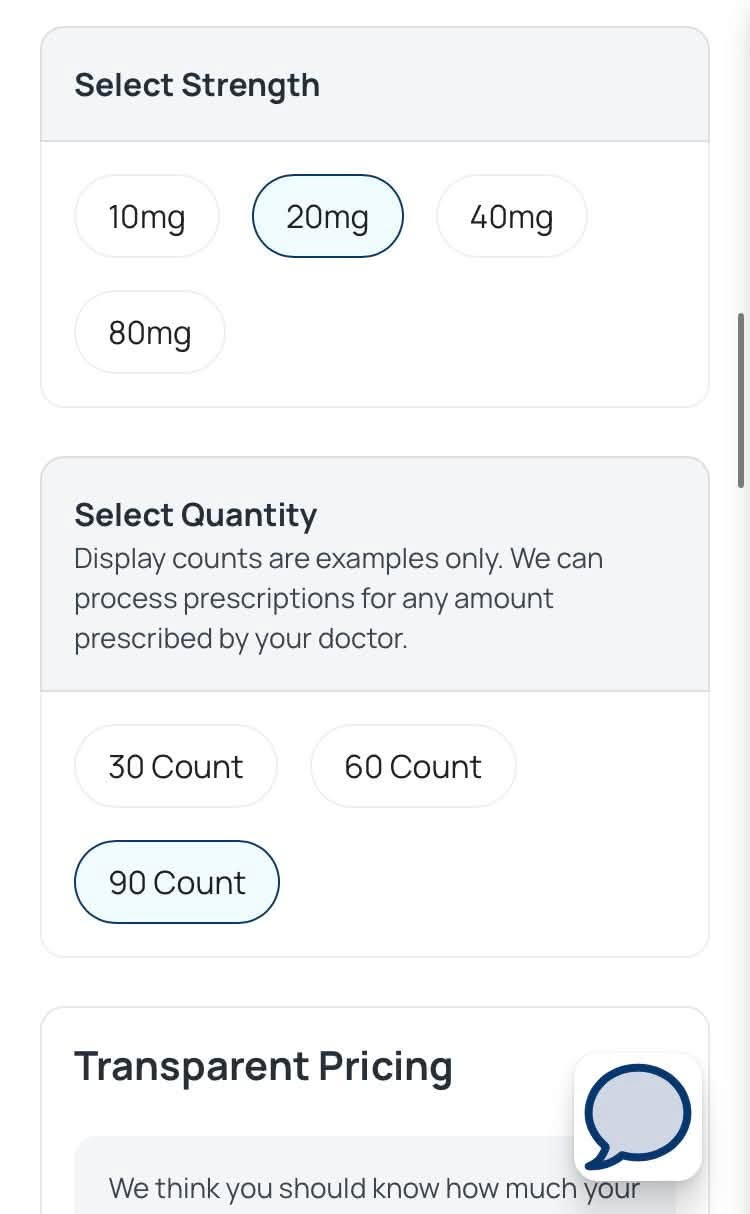 Select Strength
10mg 20mg 40mg
80mg
Select Quantity
Display counts are examples only. We can
process prescriptions for any amount
prescribed by your doctor.
30 Count 60 Count
90 Count
Transparent Pricing
We think you should know how much your